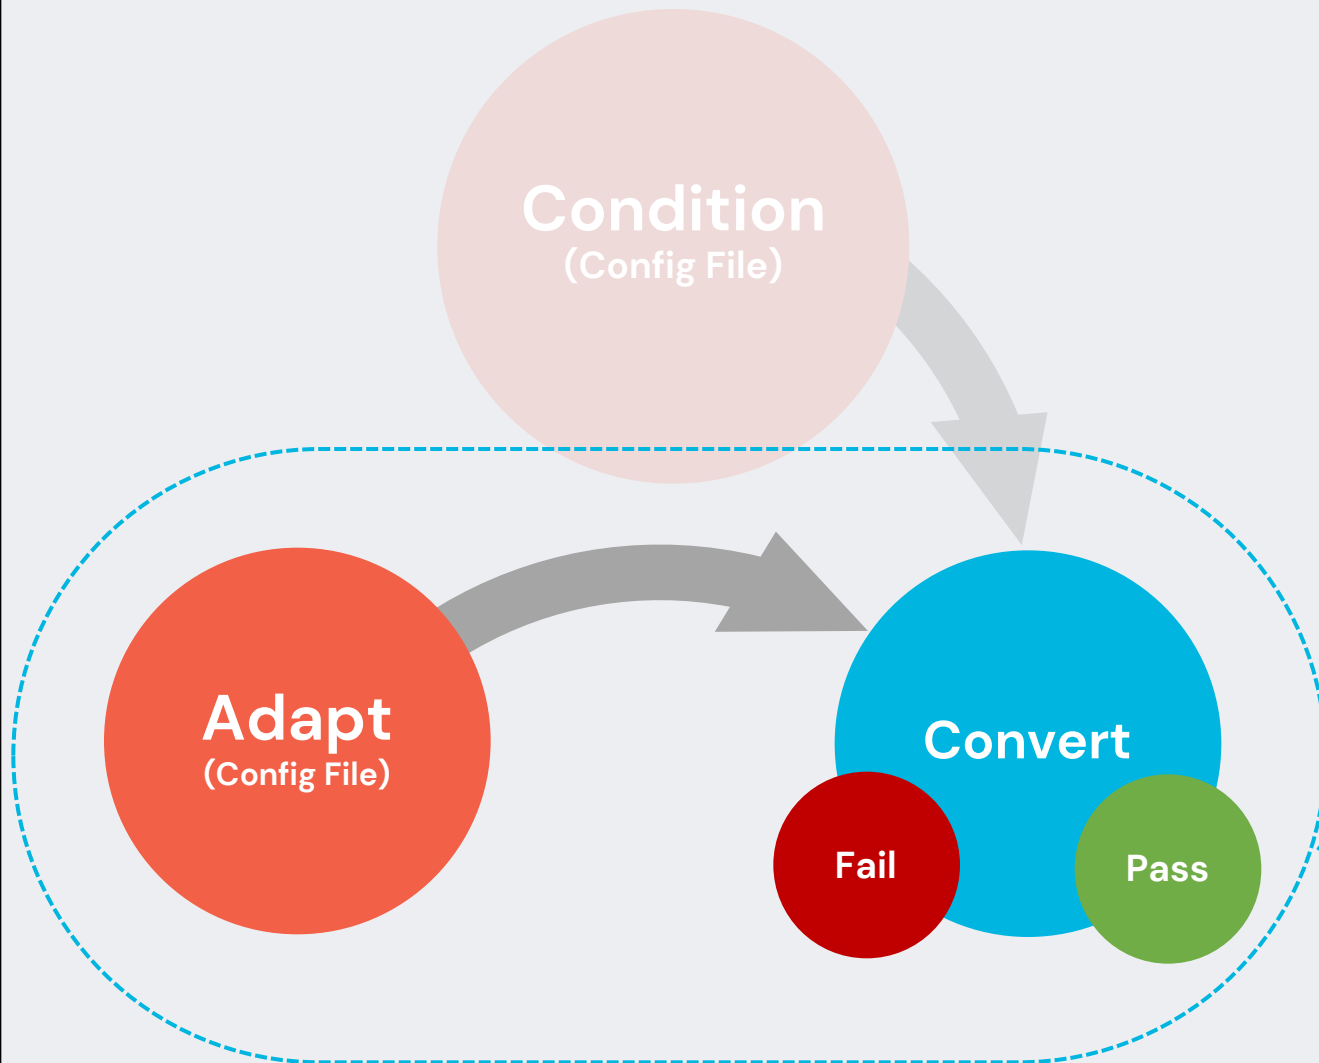 Condition
(Config File)
Adapt
(Config File)
Convert
Fail
Pass